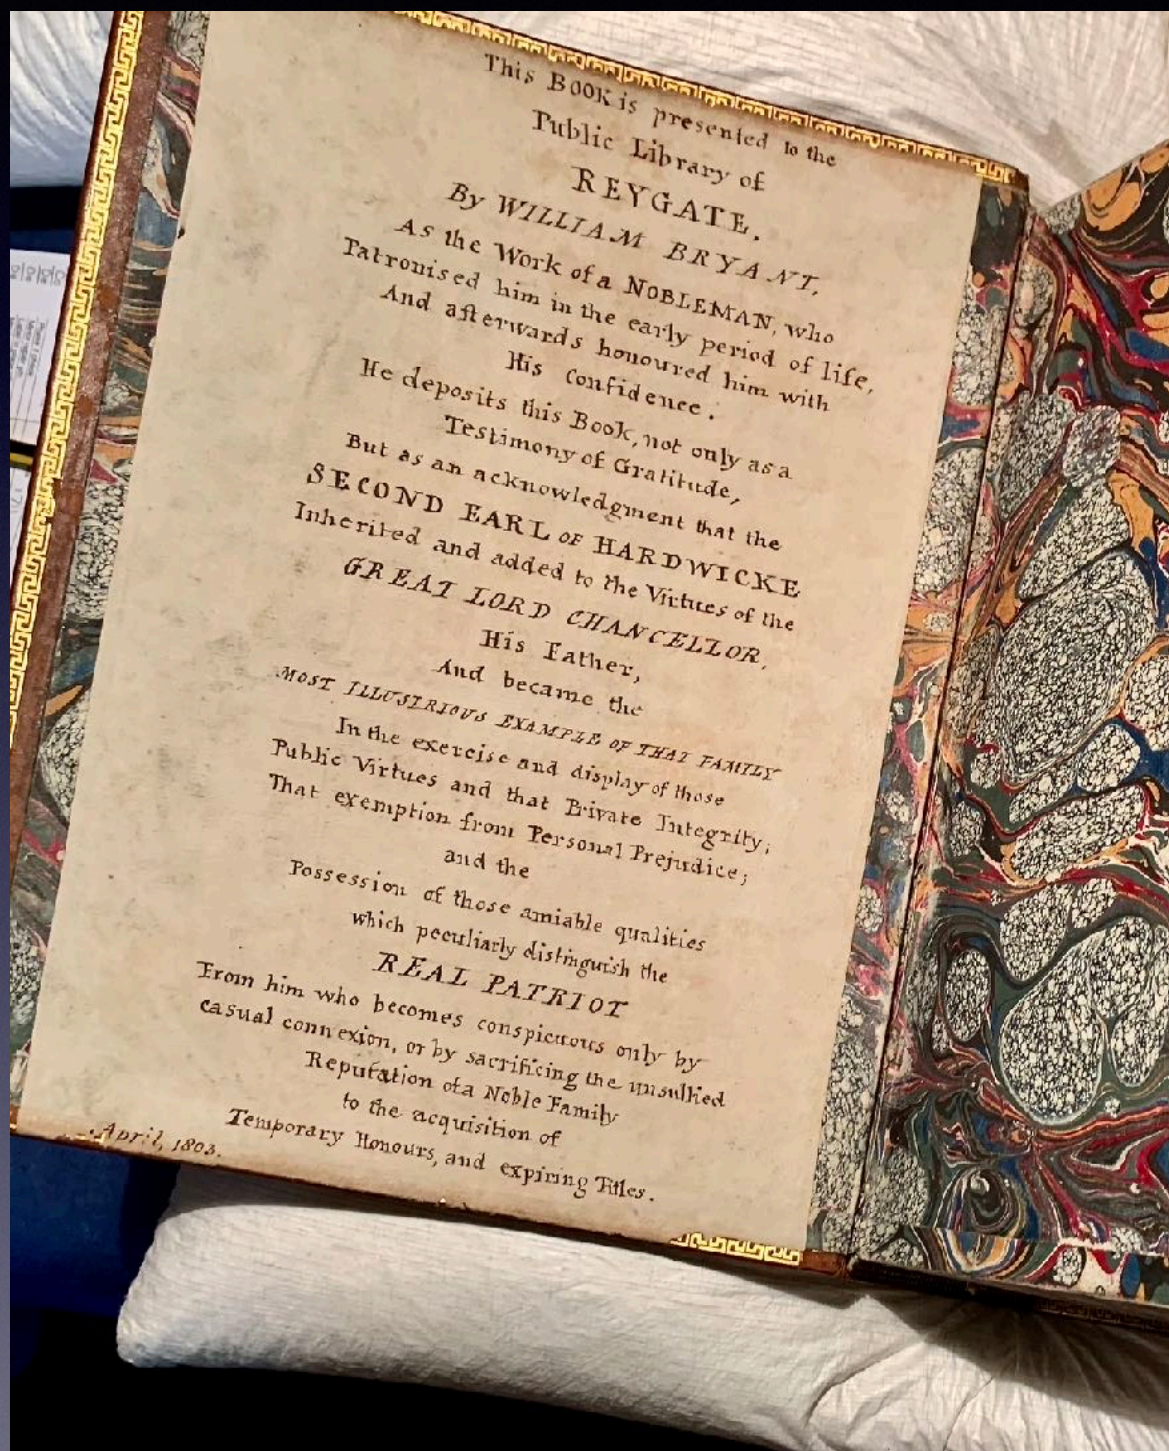 This BOOK is presented to the
Public Library of
REYGATE,
By WILLIAM BRYANT,
As the Work of a NOBLEMAN, who
Patronised him in the early period of life,
And afterwards honoured him with
His Confidence.
He deposits this Book, not only as a
Testimony of Gratitude,
But as an acknowledgment that the
SECOND EARL OF HARDWICKE
Inherited and added to the Virtues of the
GREAT LORD CHANCELLOR,
His Father,
And became the
MOST ILLUSTRIOUS EXAMPLE OF THAT FAMILY
In the exercise and display of those
Public Virtues and that Private Integrity;
That exemption from Personal Prejudice;
and the
Possession of those amiable qualities
which peculiarly distinguish the
REAL PATRIOT
From him who becomes conspicuous only by
casual connexion, or by sacrificing the unsullied
Reputation of a Noble Family
to the acquisition of
Temporary Honours, and expiring Titles.
April, 1803.